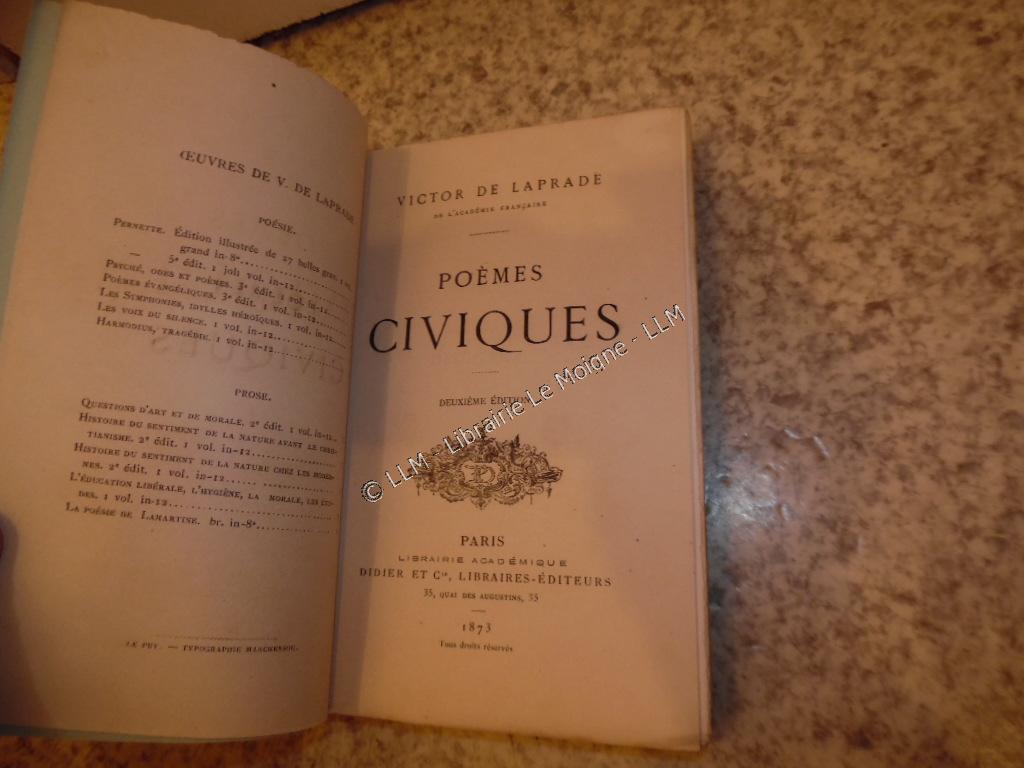 ŒUVRES DE V. DE LAPRADE
POÉSIE.
PERNETTE. Édition illustrée de 27 belles grav. 1 vol.
grand in-8°
— 5e édit. 1 joli vol. in-12
PSYCHÉ, ODES ET POÈMES. 3e édit. 1 vol. in-12
POÈMES ÉVANGÉLIQUES. 3e édit. 1 vol. in-12
LES SYMPHONIES, IDYLLES HÉROÏQUES. 1 vol. in-12
LES VOIX DU SILENCE. 1 vol. in-12
HARMODIUS, TRAGÉDIE. 1 vol. in-12
PROSE.
QUESTIONS D'ART ET DE MORALE. 2e édit. 1 vol. in-12
HISTOIRE DU SENTIMENT DE LA NATURE AVANT LE CHRIS-
TIANISME. 2e édit. 1 vol. in-12
HISTOIRE DU SENTIMENT DE LA NATURE CHEZ LES MODER-
NES. 2e édit. 1 vol. in-12
L'ÉDUCATION LIBÉRALE, L'HYGIÈNE, LA MORALE, LES ÉTU-
DES. 1 vol. in-12
LA POÉSIE DE LAMARTINE. br. in-8°
LE PUY. — TYPOGRAPHIE MARCHESSOU.
VICTOR DE LAPRADE
DE L'ACADÉMIE FRANÇAISE
POÈMES
CIVIQUES
DEUXIÈME ÉDITION
© LLM - Librairie Le Moigne - LLM
PARIS
LIBRAIRIE ACADÉMIQUE
DIDIER ET Cie, LIBRAIRES-ÉDITEURS
35, QUAI DES AUGUSTINS, 35
1873
Tous droits réservés